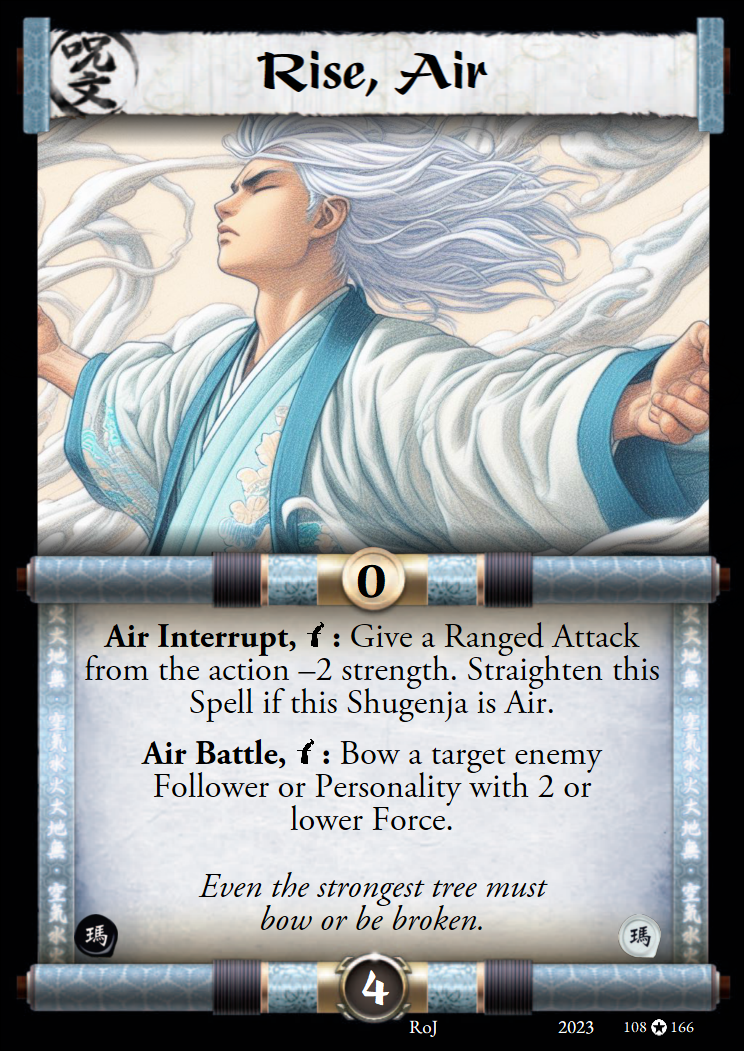 呪文
Rise, Air
0
Air Interrupt, : Give a Ranged Attack
from the action –2 strength. Straighten this
Spell if this Shugenja is Air.
Air Battle, : Bow a target enemy
Follower or Personality with 2 or
lower Force.
Even the strongest tree must
bow or be broken.
瑪
瑪
4
RoJ 2023 108 166